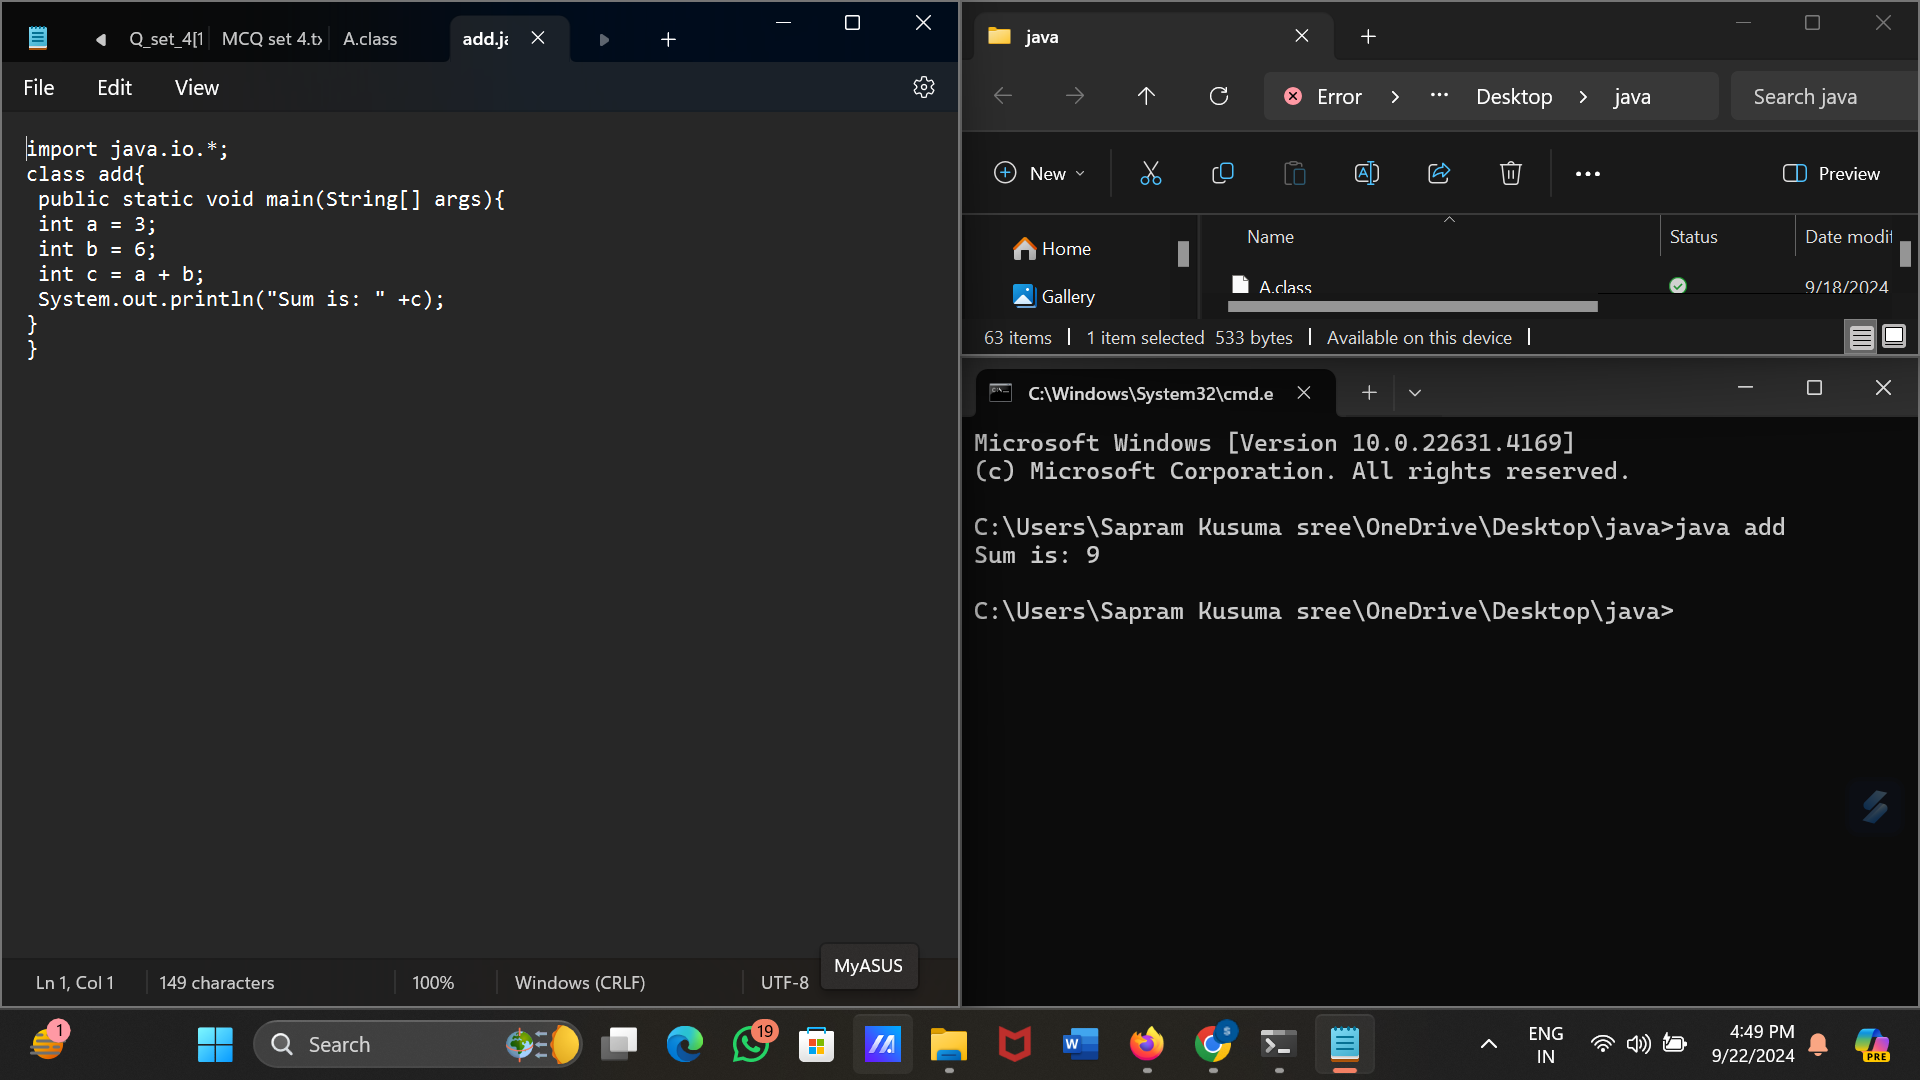 Q_set_4[1
MCQ set 4.tx
A.class
add.ja
File
Edit
View
import java.io.*;
class add{
public static void main(String[] args){
int a = 3;
int b = 6;
int c = a + b;
System.out.println("Sum is: " +c);
}
}
Ln 1, Col 1
149 characters
100%
Windows (CRLF)
UTF-8
MyASUS
java
Error > ... Desktop > java
Search java
New
Preview
Home
Gallery
Name
Status
Date modif
A.class
9/18/2024
63 items
1 item selected 533 bytes
Available on this device
C:\Windows\System32\cmd.e
Microsoft Windows [Version 10.0.22631.4169]
(c) Microsoft Corporation. All rights reserved.
C:\Users\Sapram Kusuma sree\OneDrive\Desktop\java>java add
Sum is: 9
C:\Users\Sapram Kusuma sree\OneDrive\Desktop\java>
1
Search
19
W
S
ENG
IN
4:49 PM
9/22/2024
PRE